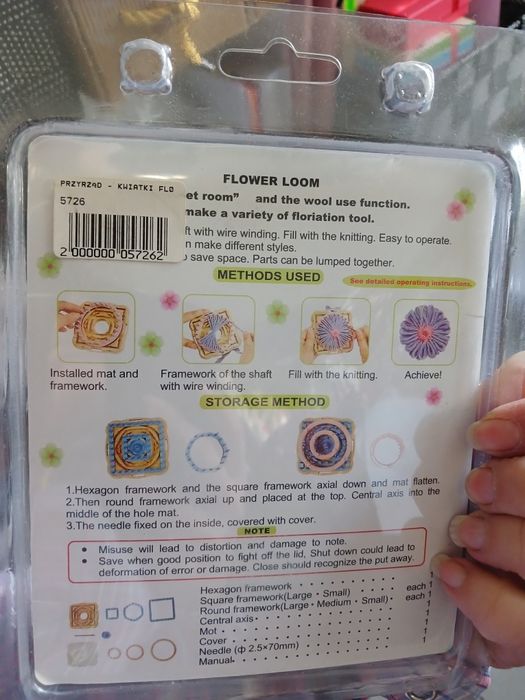 FLOWER LOOM
PRZYRZąD - KWIATKI FLO
5726
2 000000 057262
et room" and the wool use function.
make a variety of floriation tool.
ft with wire winding. Fill with the knitting. Easy to operate.
n make different styles.
save space. Parts can be lumped together.
METHODS USED
See detailed operating instructions.
Installed mat and framework.
Framework of the shaft with wire winding.
Fill with the knitting.
Achieve!
STORAGE METHOD
1.Hexagon framework and the square framework axial down and mat flatten.
2.Then round framework axial up and placed at the top. Central axis into the
middle of the hole mat.
3.The needle fixed on the inside, covered with cover.
NOTE
• Misuse will lead to distortion and damage to note.
• Save when good position to fight off the lid, Shut down could lead to
deformation of error or damage. Close should recognize the put away.
Hexagon framework · · · · · · · · · · · · · 1
Square framework(Large · Small) · · · · · each 1
Round framework(Large · Medium · Small) · each 1
Central axis · · · · · · · · · · · · · · · · 1
Mot · · · · · · · · · · · · · · · · · · · · 1
Cover · · · · · · · · · · · · · · · · · · · 1
Needle (ф 2.5×70mm) · · · · · · · · · · · · 1
Manual · · · · · · · · · · · · · · · · · · · 1